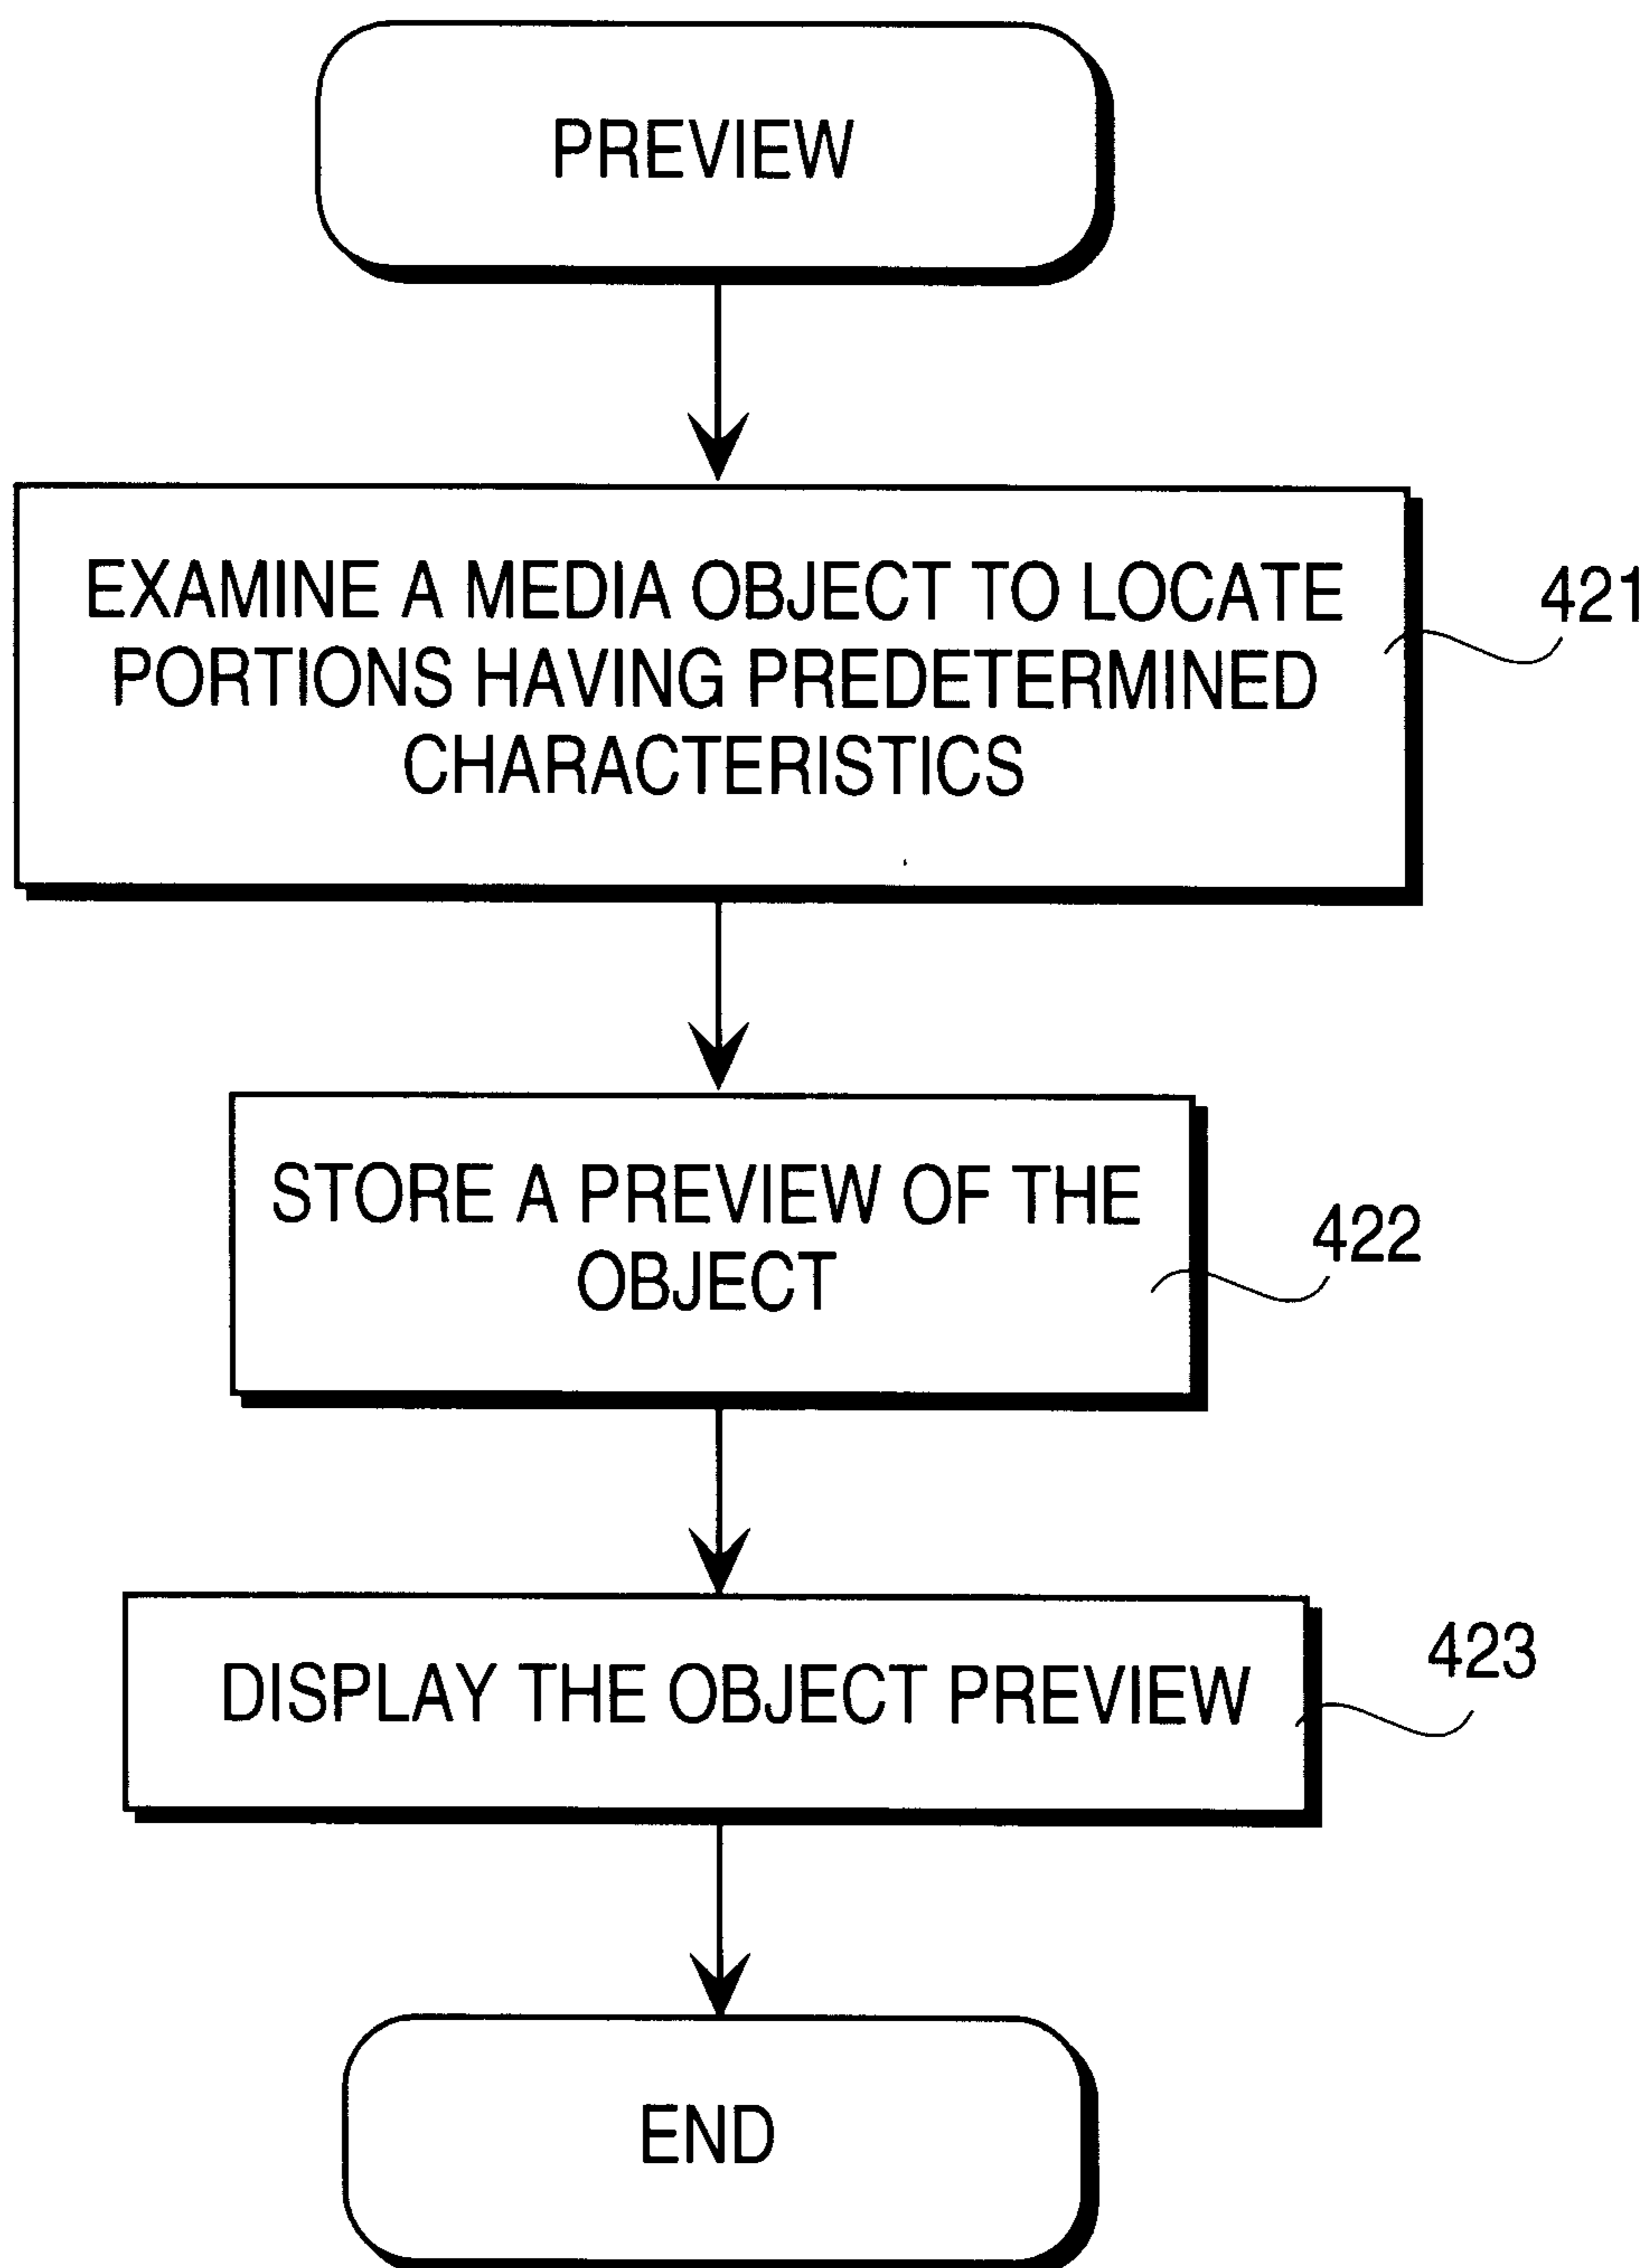 PREVIEW
EXAMINE A MEDIA OBJECT TO LOCATE
PORTIONS HAVING PREDETERMINED
CHARACTERISTICS
421
STORE A PREVIEW OF THE
OBJECT
422
DISPLAY THE OBJECT PREVIEW
423
END